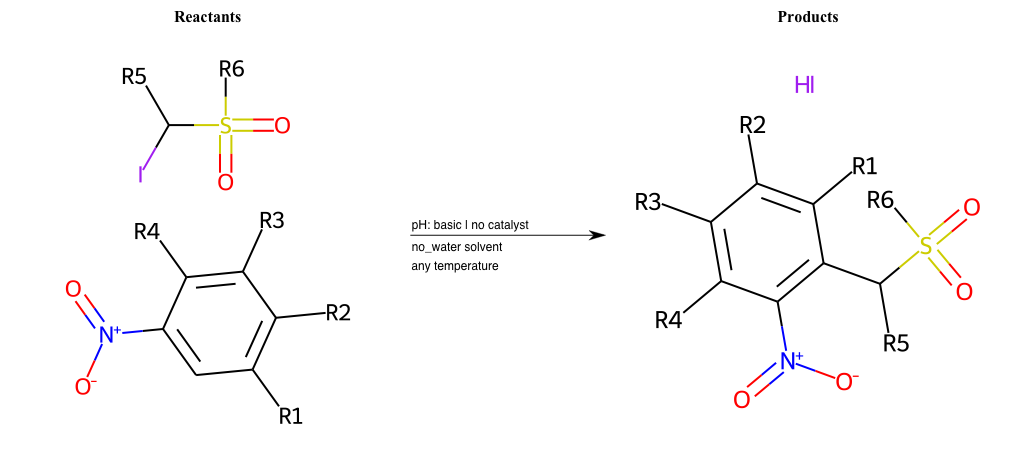 Reactants
Products
R5
R6
S
O
I
O
HI
R2
R1
R3
R6
O
S
O
R4
R5
N+
O
O-
R4
R3
O
N+
R2
O-
R1
pH: basic | no catalyst
no_water solvent
any temperature